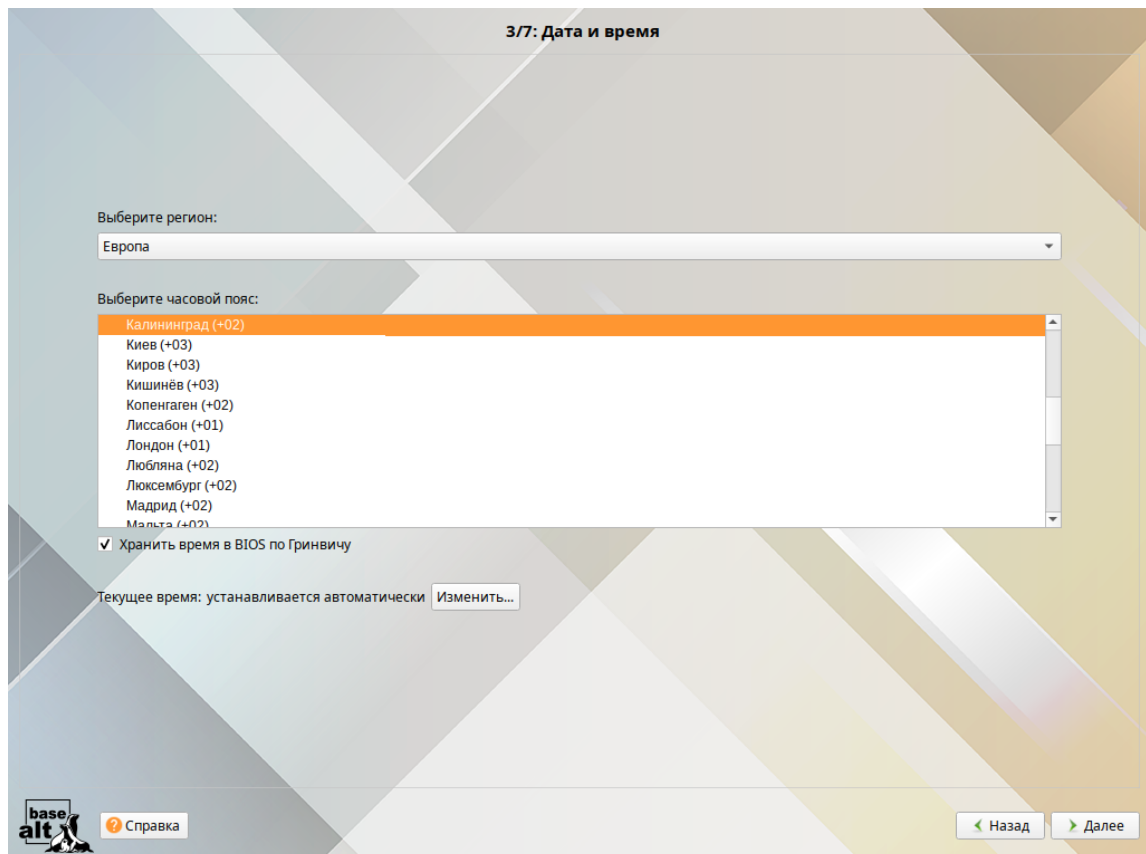 3/7: Дата и время
Выберите регион:
Европа
Выберите часовой пояс:
Калининград (+02)
Киев (+03)
Киров (+03)
Кишинёв (+03)
Копенгаген (+02)
Лиссабон (+01)
Лондон (+01)
Любляна (+02)
Люксембург (+02)
Мадрид (+02)
Мальта (+02)
Хранить время в BIOS по Гринвичу
Текущее время: устанавливается автоматически Изменить...
base
alt
Справка
Назад
Далее